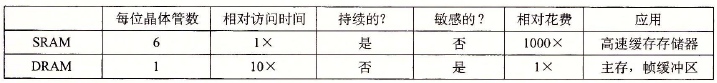 每位晶体管数 相对访问时间 持续的？ 敏感的？ 相对花费 应用
SRAM 6 1× 是 否 1000× 高速缓存存储器
DRAM 1 10× 否 是 1× 主存，帧缓冲区